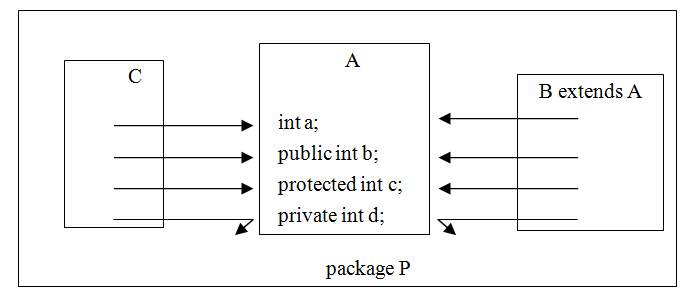 C
A
B extends A
int a;
public int b;
protected int c;
private int d;
package P